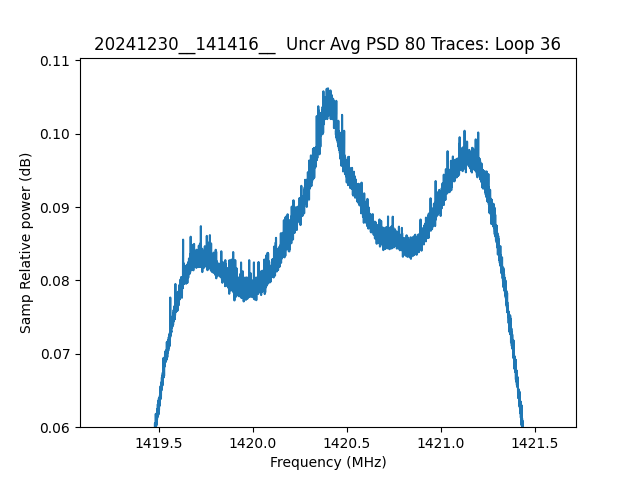 20241230__141416__ Uncr Avg PSD 80 Traces: Loop 36
0.11
0.10
0.09
0.08
0.07
0.06
Samp Relative power (dB)
1419.5 1420.0 1420.5 1421.0 1421.5
Frequency (MHz)